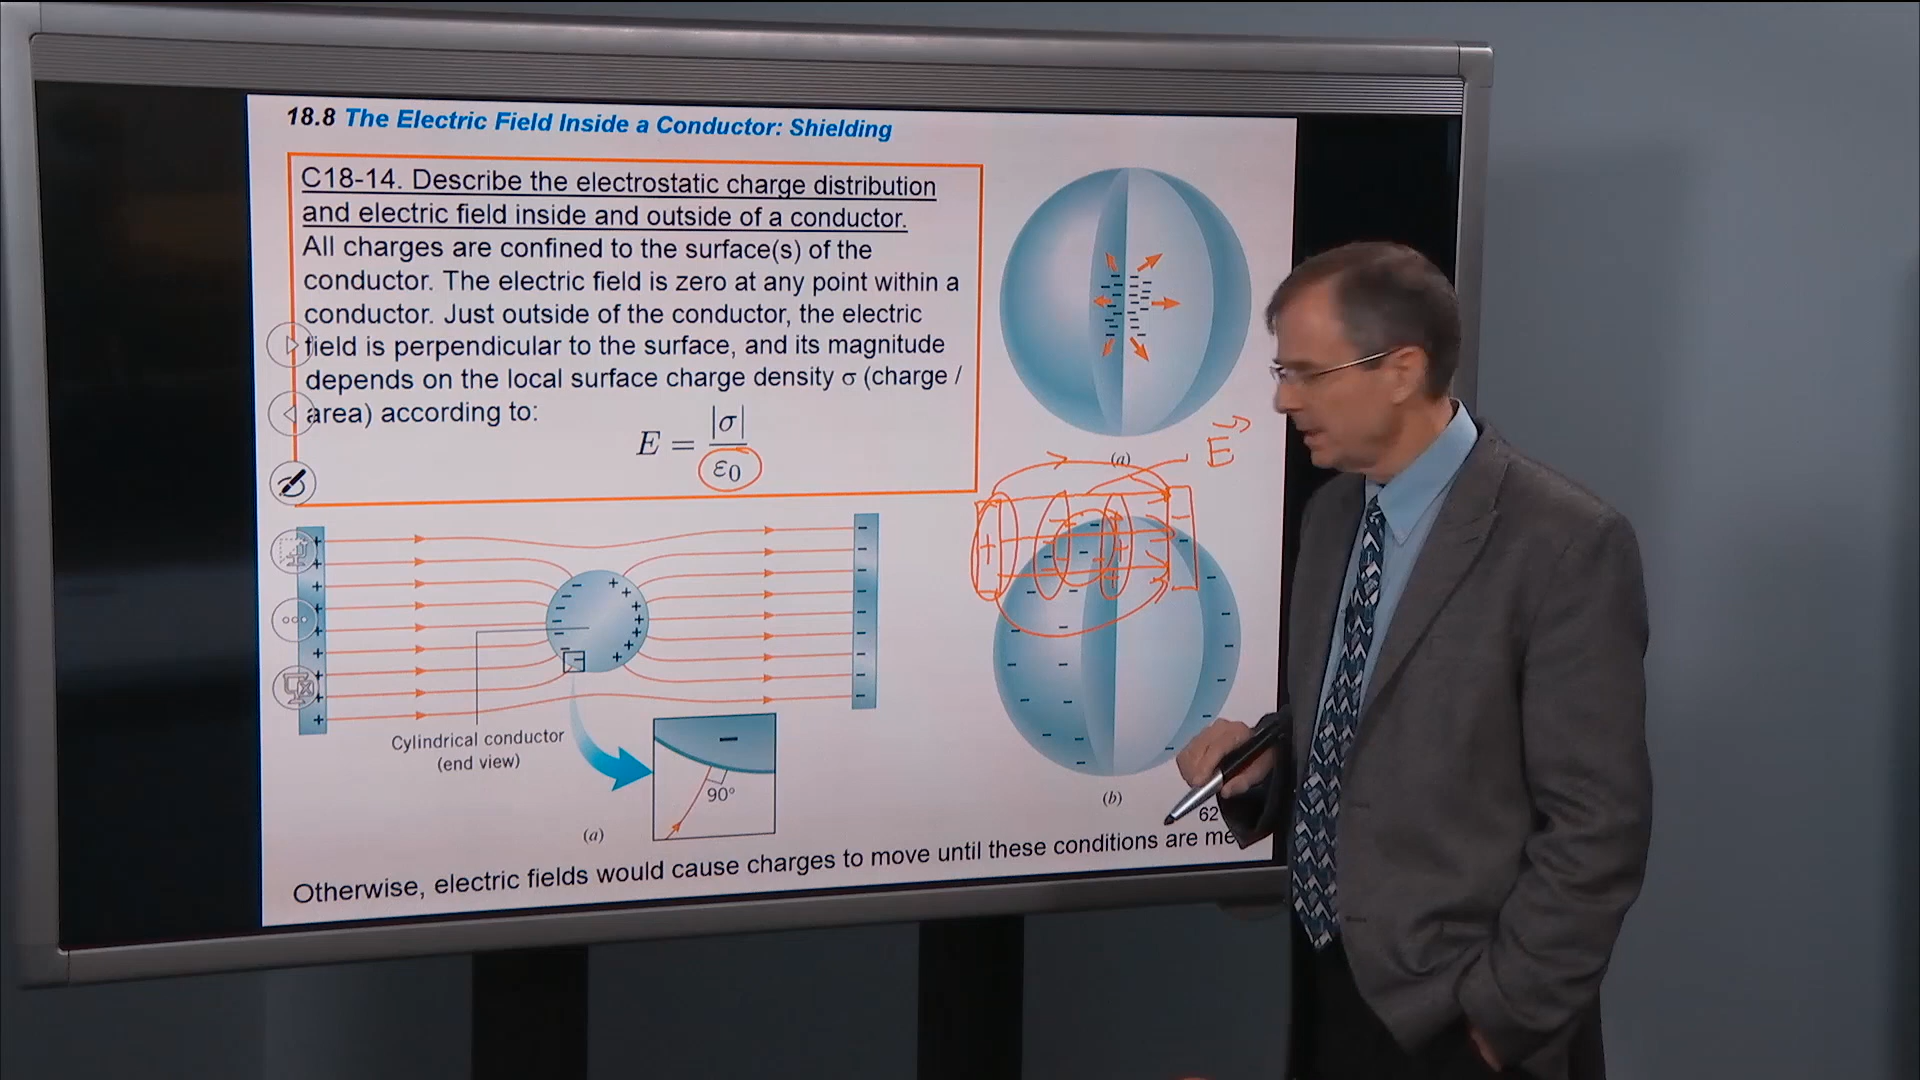 18.8 The Electric Field Inside a Conductor: Shielding
C18-14. Describe the electrostatic charge distribution
and electric field inside and outside of a conductor.
All charges are confined to the surface(s) of the
conductor. The electric field is zero at any point within a
conductor. Just outside of the conductor, the electric
field is perpendicular to the surface, and its magnitude
depends on the local surface charge density σ (charge /
area) according to:
E = |σ| / ε0
(a)
E
Cylindrical conductor
(end view)
90°
(a)
(b)
62
Otherwise, electric fields would cause charges to move until these conditions are